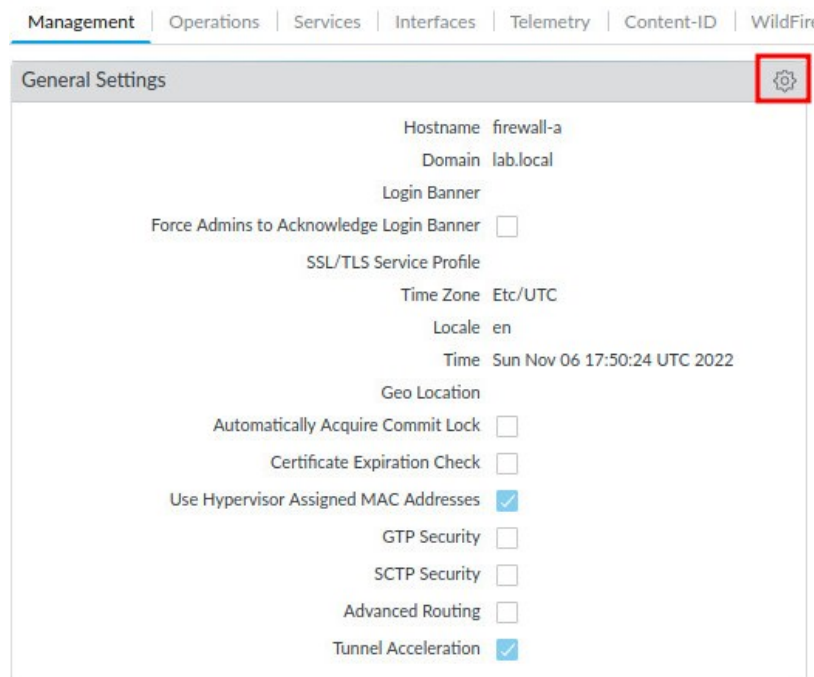 Management Operations Services Interfaces Telemetry Content-ID WildFire
General Settings
Hostname firewall-a
Domain lab.local
Login Banner
Force Admins to Acknowledge Login Banner
SSL/TLS Service Profile
Time Zone Etc/UTC
Locale en
Time Sun Nov 06 17:50:24 UTC 2022
Geo Location
Automatically Acquire Commit Lock
Certificate Expiration Check
Use Hypervisor Assigned MAC Addresses
GTP Security
SCTP Security
Advanced Routing
Tunnel Acceleration